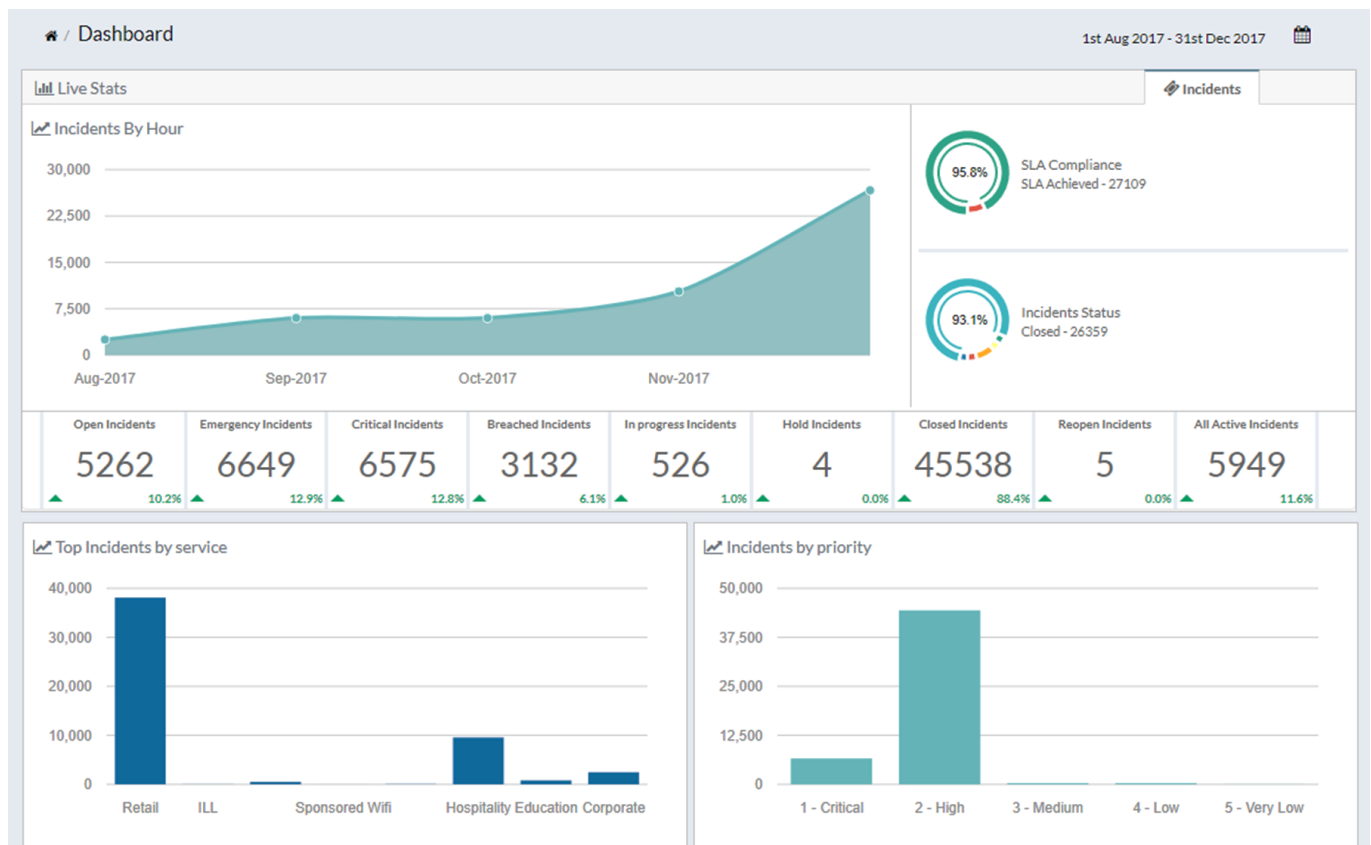 / Dashboard
1st Aug 2017 - 31st Dec 2017
Live Stats
Incidents
Incidents By Hour
30,000
22,500
15,000
7,500
0
Aug-2017 Sep-2017 Oct-2017 Nov-2017
95.8%
SLA Compliance
SLA Achieved - 27109
93.1%
Incidents Status
Closed - 26359
Open Incidents
5262
10.2%
Emergency Incidents
6649
12.9%
Critical Incidents
6575
12.8%
Breached Incidents
3132
6.1%
In progress Incidents
526
1.0%
Hold Incidents
4
0.0%
Closed Incidents
45538
88.4%
Reopen Incidents
5
0.0%
All Active Incidents
5949
11.6%
Top Incidents by service
40,000
30,000
20,000
10,000
0
Retail ILL Sponsored Wifi Hospitality Education Corporate
Incidents by priority
50,000
37,500
25,000
12,500
0
1 - Critical 2 - High 3 - Medium 4 - Low 5 - Very Low